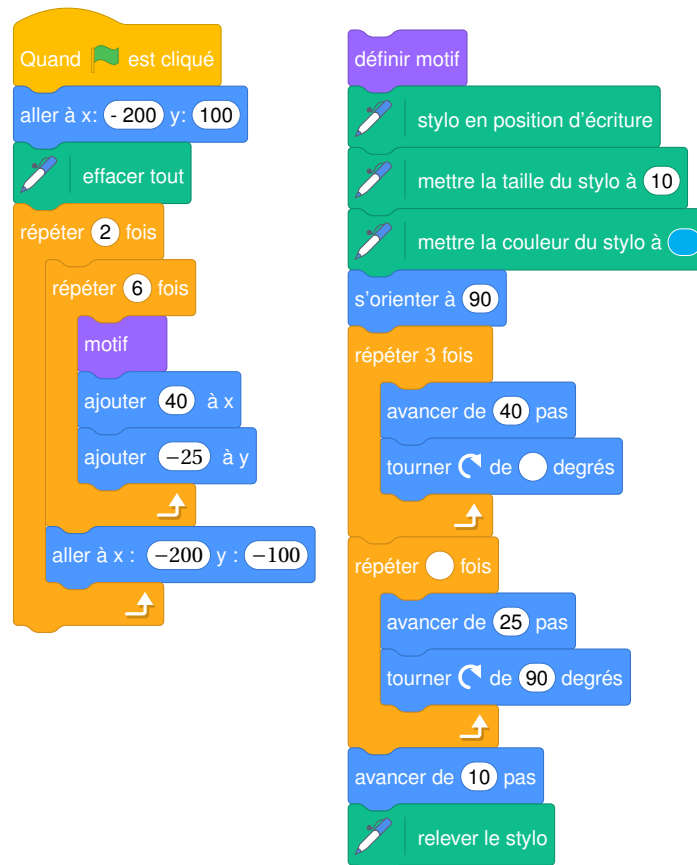 Quand est cliqué
aller à x: - 200 y: 100
effacer tout
répéter 2 fois
répéter 6 fois
motif
ajouter 40 à x
ajouter −25 à y
aller à x : −200 y : −100
définir motif
stylo en position d’écriture
mettre la taille du stylo à 10
mettre la couleur du stylo à
s’orienter à 90
répéter 3 fois
avancer de 40 pas
tourner de degrés
répéter fois
avancer de 25 pas
tourner de 90 degrés
avancer de 10 pas
relever le stylo